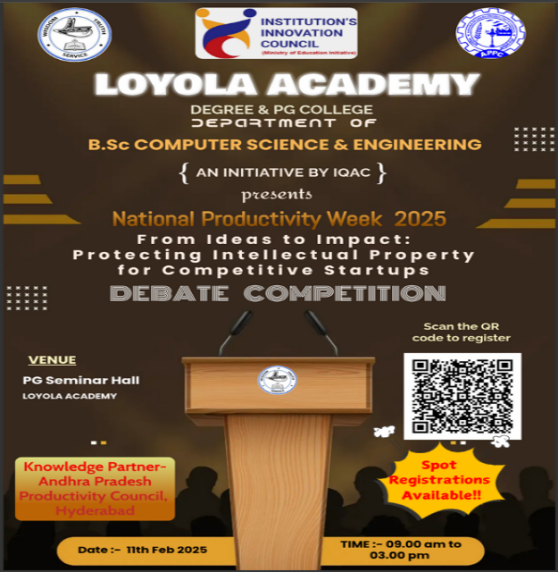 WISDOM TRUTH
SERVICE
INSTITUTION'S
INNOVATION
COUNCIL
(Ministry of Education Initiative)
APPC
LOYOLA ACADEMY
DEGREE & PG COLLEGE
DEPARTMENT OF
B.Sc COMPUTER SCIENCE & ENGINEERING
{ AN INITIATIVE BY IQAC }
presents
National Productivity Week 2025
From Ideas to Impact:
Protecting Intellectual Property
for Competitive Startups
DEBATE COMPETITION
Scan the QR
code to register
VENUE
PG Seminar Hall
LOYOLA ACADEMY
Knowledge Partner-
Andhra Pradesh
Productivity Council,
Hyderabad
Spot
Registrations
Available!!
Date :- 11th Feb 2025
TIME :- 09.00 am to
03.00 pm